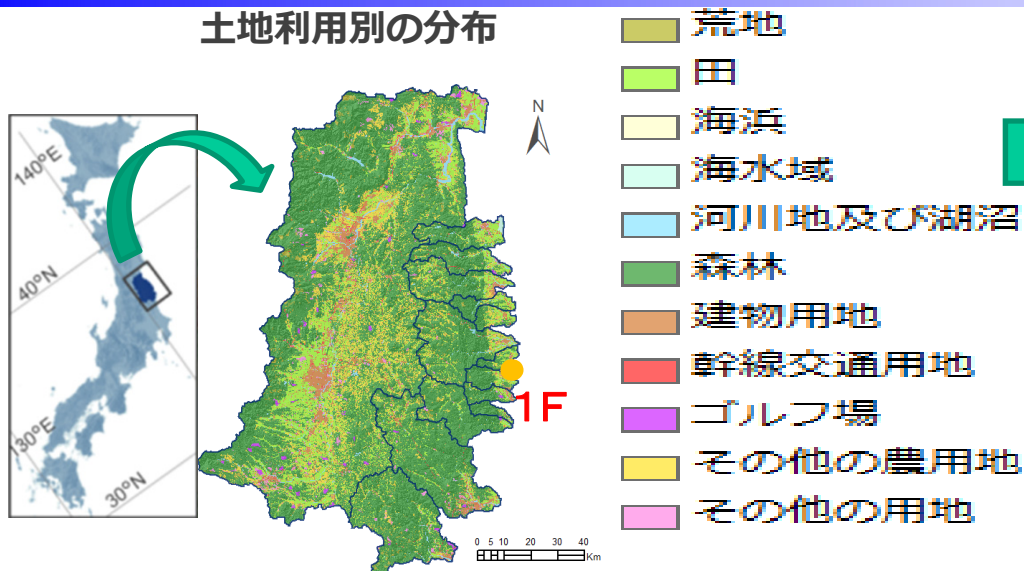 土地利用別の分布
荒地
田
海浜
海水域
河川地及び湖沼
森林
建物用地
幹線交通用地
ゴルフ場
その他の農用地
その他の用地
140°E
40°N
130°E
30°N
N
1F
0 5 10 20 30 40
Km